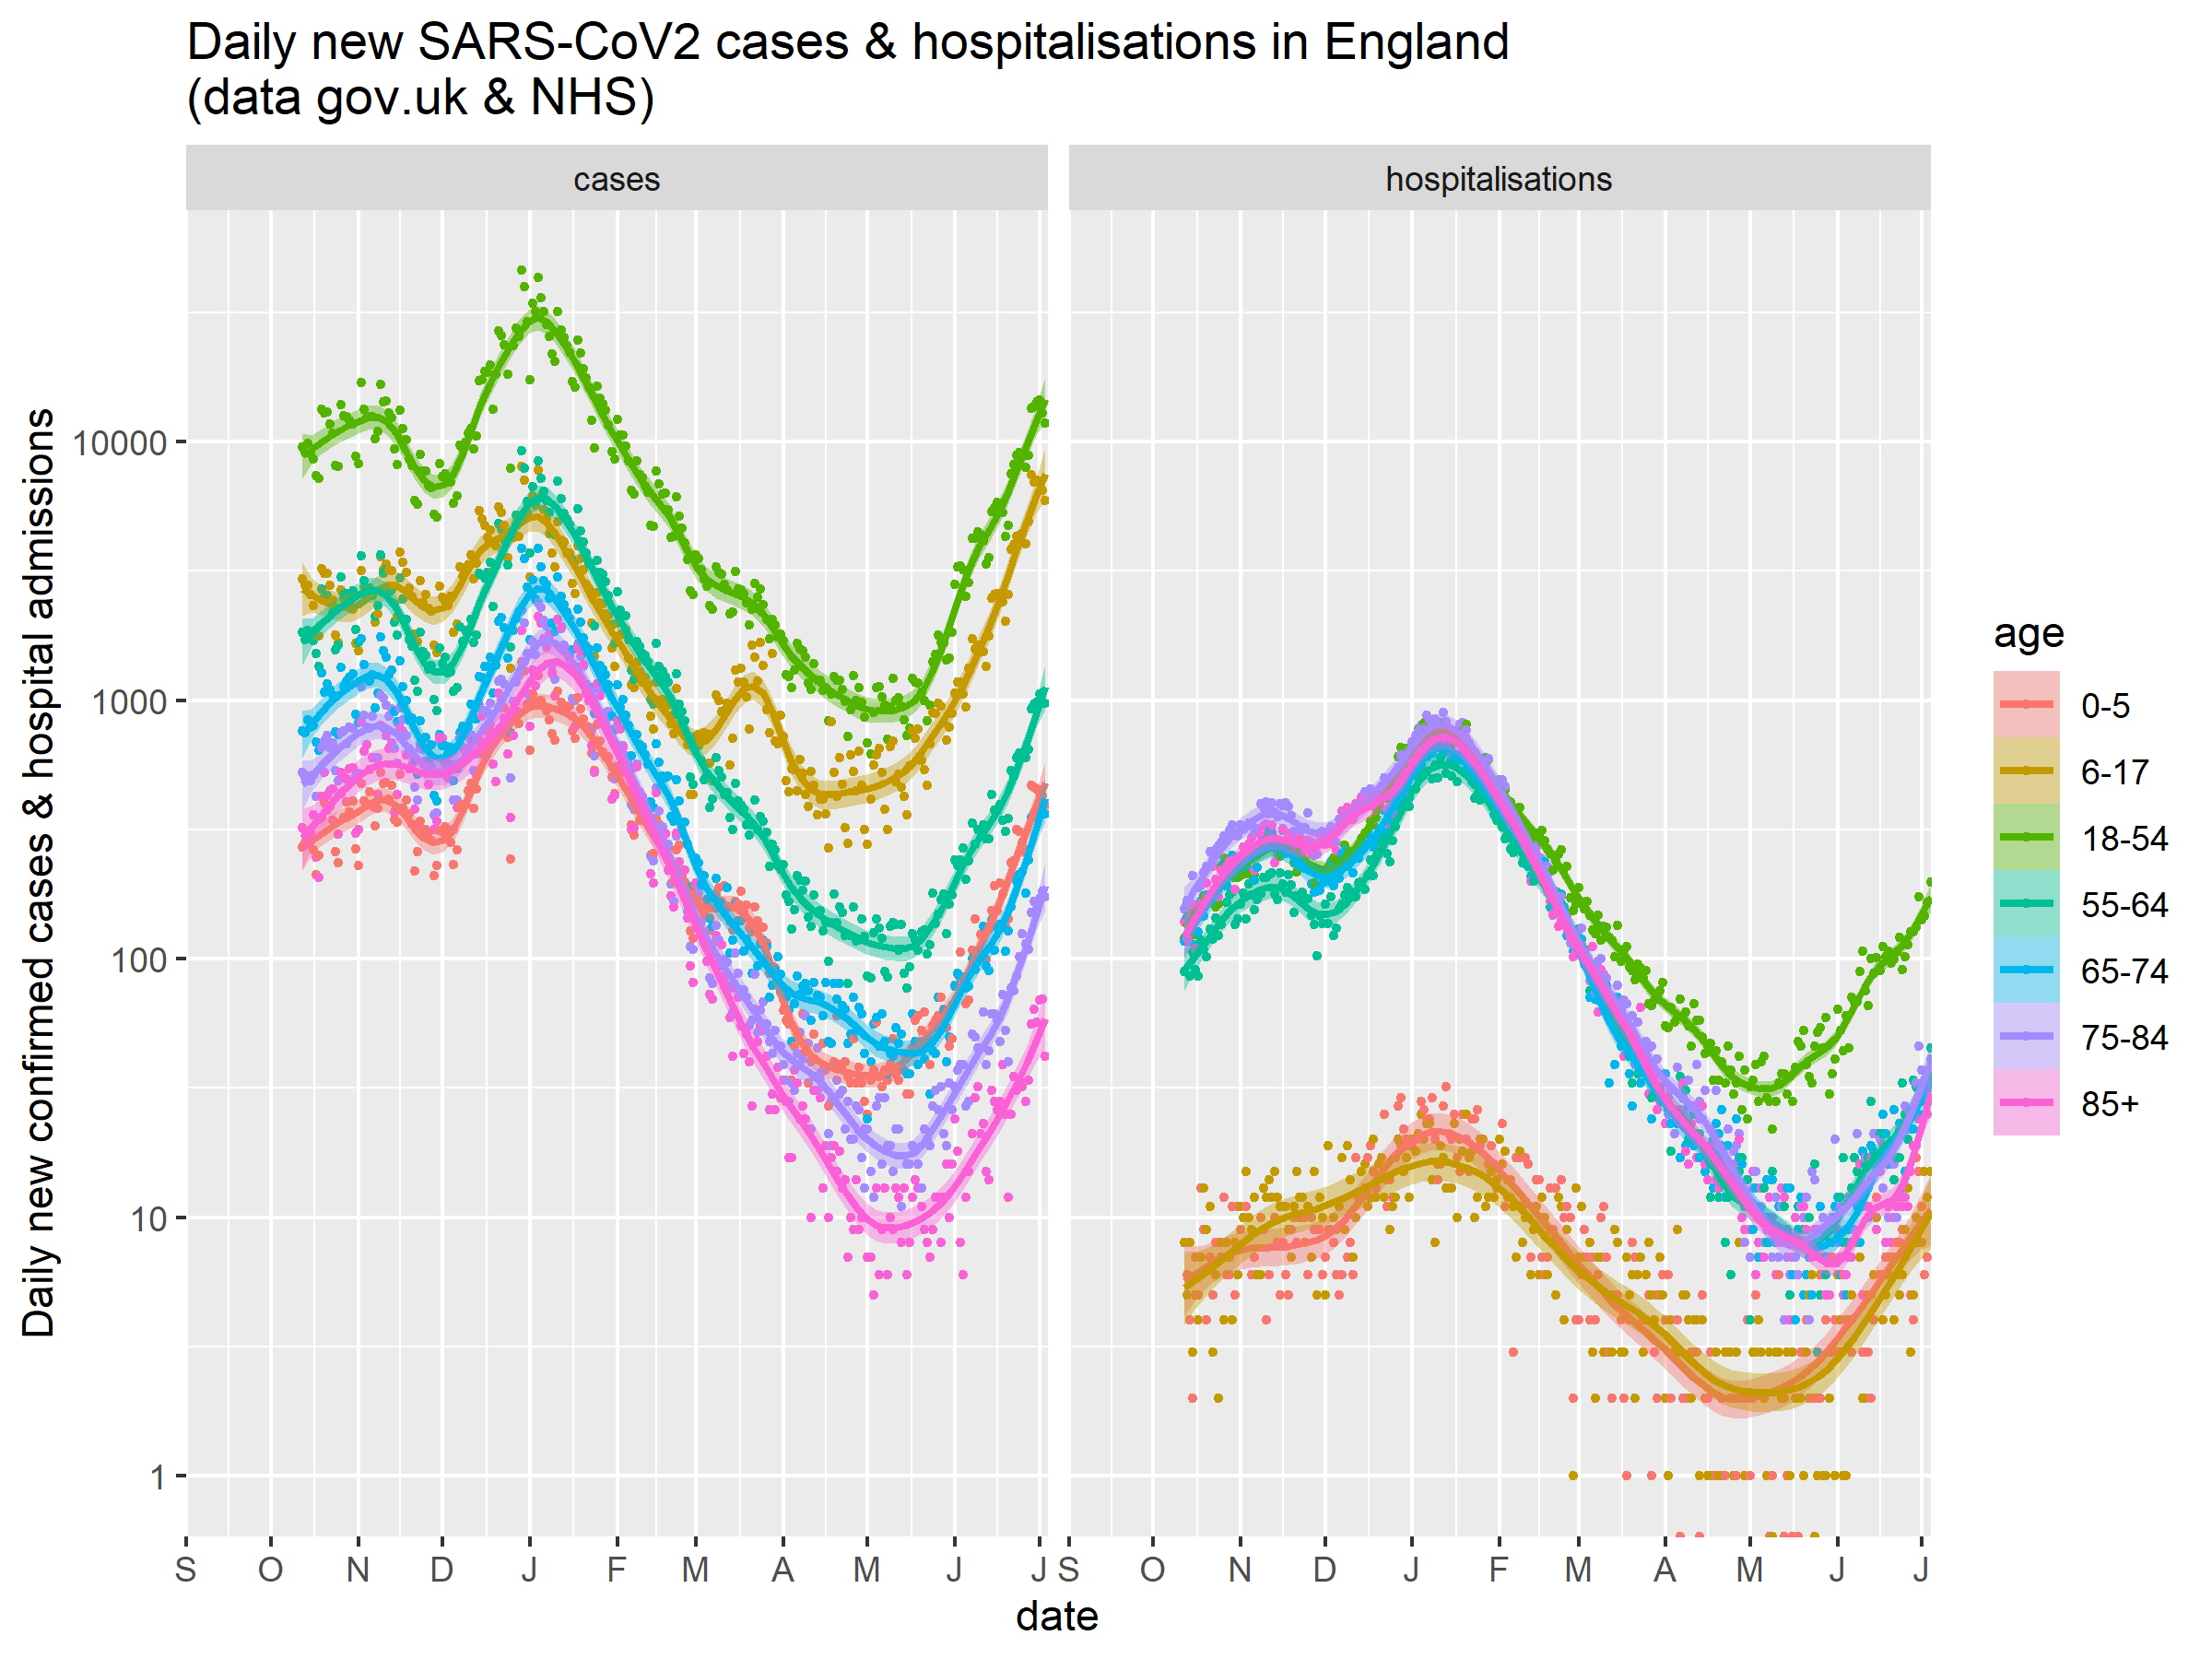 Daily new SARS-CoV2 cases & hospitalisations in England
(data gov.uk & NHS)
cases
hospitalisations
Daily new confirmed cases & hospital admissions
10000
1000
100
10
1
S O N D J F M A M J J
S O N D J F M A M J J
date
age
0-5
6-17
18-54
55-64
65-74
75-84
85+